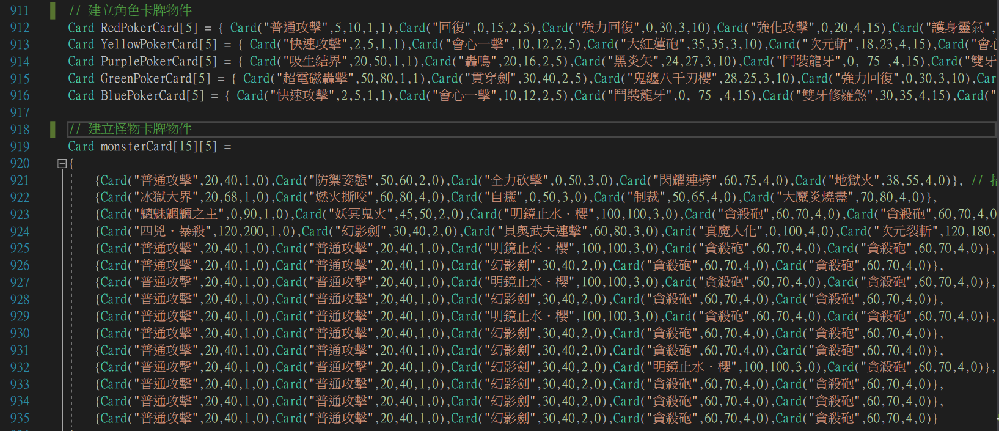 911 // 建立角色卡牌物件
912 Card RedPokerCard[5] = { Card("普通攻擊",5,10,1,1),Card("回復",0,15,2,5),Card("強力回復",0,30,3,10),Card("強化攻擊",0,20,4,15),Card("護身靈氣",
913 Card YellowPokerCard[5] = { Card("快速攻擊",2,5,1,1),Card("會心一擊",10,12,2,5),Card("大紅蓮砲",35,35,3,10),Card("次元斬",18,23,4,15),Card("會心
914 Card PurplePokerCard[5] = { Card("吸生結界",20,50,1,1),Card("轟鳴",20,16,2,5),Card("黑炎矢",24,27,3,10),Card("鬥裝龍牙",0, 75 ,4,15),Card("雙牙
915 Card GreenPokerCard[5] = { Card("超電磁轟擊",50,80,1,1),Card("貫穿劍",30,40,2,5),Card("鬼纏八千刃櫻",28,25,3,10),Card("強力回復",0,30,3,10),Car
916 Card BluePokerCard[5] = { Card("快速攻擊",2,5,1,1),Card("會心一擊",10,12,2,5),Card("鬥裝龍牙",0, 75 ,4,15),Card("雙牙修羅煞",30,35,4,15),Card("
917
918 // 建立怪物卡牌物件
919 Card monsterCard[15][5] =
920 {
921 {Card("普通攻擊",20,40,1,0),Card("防禦姿態",50,60,2,0),Card("全力砍擊",0,50,3,0),Card("閃耀連劈",60,75,4,0),Card("地獄火",38,55,4,0)}, //
922 {Card("冰獄大界",20,68,1,0),Card("燃火撕咬",60,80,4,0),Card("自癒",0,50,3,0),Card("制裁",50,65,4,0),Card("大魔炎燒盡",70,80,4,0)},
923 {Card("魑魅魍魎之主",0,90,1,0),Card("妖冥鬼火",45,50,2,0),Card("明鏡止水·櫻",100,100,3,0),Card("貪殺砲",60,70,4,0),Card("貪殺砲",60,70,4,0
924 {Card("四兇·暴殺",120,200,1,0),Card("幻影劍",30,40,2,0),Card("貝奧武夫連擊",60,80,3,0),Card("真魔人化",0,100,4,0),Card("次元裂斬",120,180,
925 {Card("普通攻擊",20,40,1,0),Card("普通攻擊",20,40,1,0),Card("明鏡止水·櫻",100,100,3,0),Card("貪殺砲",60,70,4,0),Card("貪殺砲",60,70,4,0)},
926 {Card("普通攻擊",20,40,1,0),Card("普通攻擊",20,40,1,0),Card("幻影劍",30,40,2,0),Card("貪殺砲",60,70,4,0),Card("貪殺砲",60,70,4,0)},
927 {Card("普通攻擊",20,40,1,0),Card("普通攻擊",20,40,1,0),Card("明鏡止水·櫻",100,100,3,0),Card("貪殺砲",60,70,4,0),Card("貪殺砲",60,70,4,0)},
928 {Card("普通攻擊",20,40,1,0),Card("普通攻擊",20,40,1,0),Card("幻影劍",30,40,2,0),Card("貪殺砲",60,70,4,0),Card("貪殺砲",60,70,4,0)},
929 {Card("普通攻擊",20,40,1,0),Card("普通攻擊",20,40,1,0),Card("明鏡止水·櫻",100,100,3,0),Card("貪殺砲",60,70,4,0),Card("貪殺砲",60,70,4,0)},
930 {Card("普通攻擊",20,40,1,0),Card("普通攻擊",20,40,1,0),Card("幻影劍",30,40,2,0),Card("貪殺砲",60,70,4,0),Card("貪殺砲",60,70,4,0)},
931 {Card("普通攻擊",20,40,1,0),Card("普通攻擊",20,40,1,0),Card("幻影劍",30,40,2,0),Card("貪殺砲",60,70,4,0),Card("貪殺砲",60,70,4,0)},
932 {Card("普通攻擊",20,40,1,0),Card("普通攻擊",20,40,1,0),Card("幻影劍",30,40,2,0),Card("明鏡止水·櫻",100,100,3,0),Card("貪殺砲",60,70,4,0)},
933 {Card("普通攻擊",20,40,1,0),Card("普通攻擊",20,40,1,0),Card("幻影劍",30,40,2,0),Card("貪殺砲",60,70,4,0),Card("貪殺砲",60,70,4,0)},
934 {Card("普通攻擊",20,40,1,0),Card("普通攻擊",20,40,1,0),Card("幻影劍",30,40,2,0),Card("貪殺砲",60,70,4,0),Card("貪殺砲",60,70,4,0)},
935 {Card("普通攻擊",20,40,1,0),Card("普通攻擊",20,40,1,0),Card("幻影劍",30,40,2,0),Card("貪殺砲",60,70,4,0),Card("貪殺砲",60,70,4,0)}